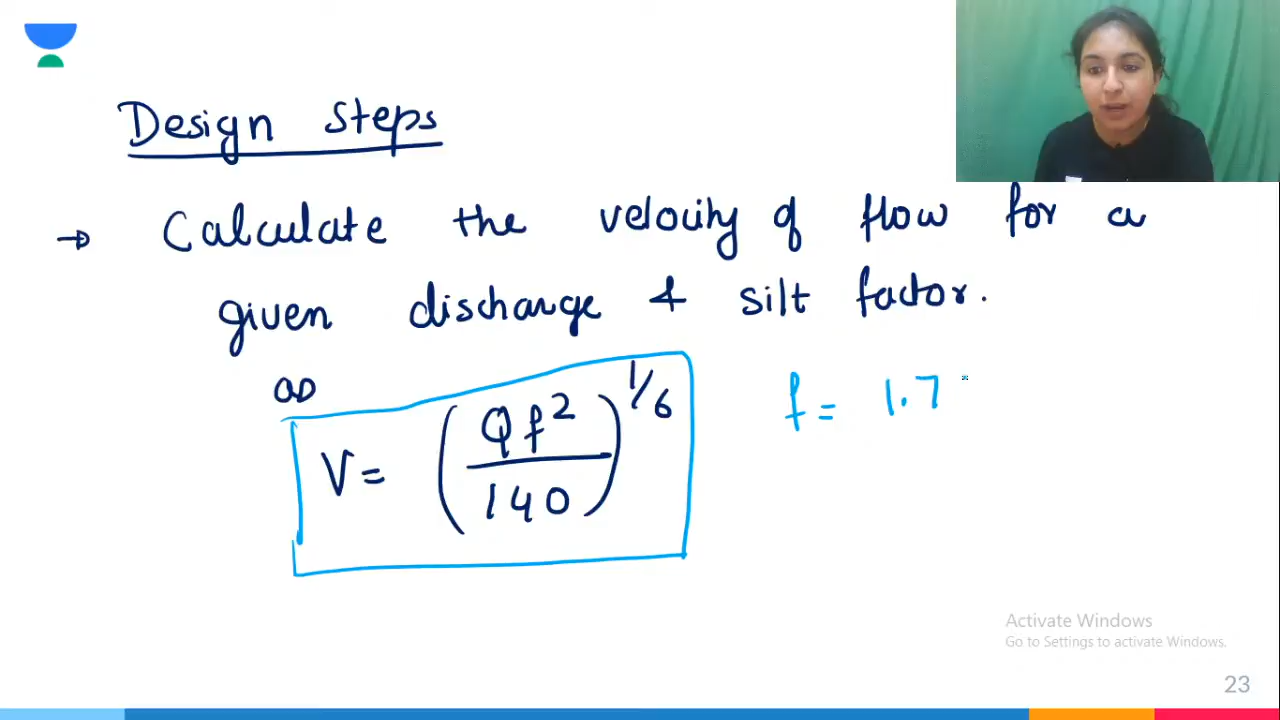 Design Steps
→ Calculate the velocity of flow for a
given discharge & silt factor.
as
V = (Qf²/140)^1/6
f = 1.7
Activate Windows
Go to Settings to activate Windows.
23